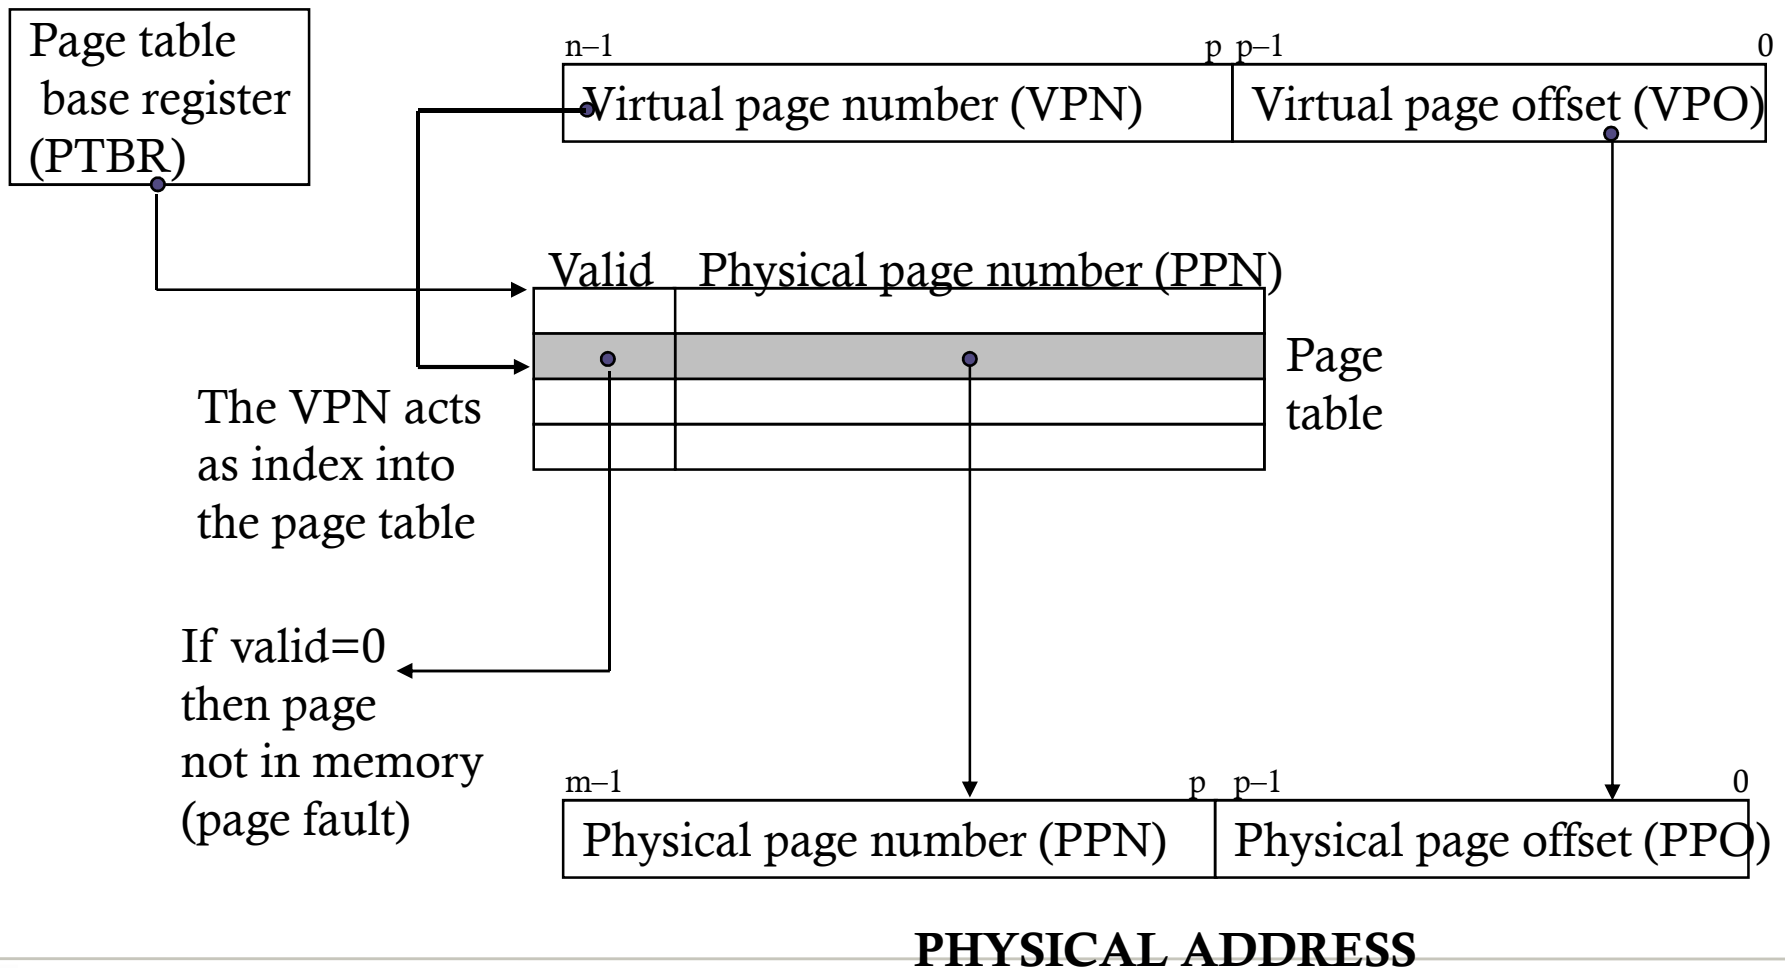 Page table
base register
(PTBR)
n–1
p
p–1
0
Virtual page number (VPN)
Virtual page offset (VPO)
Valid
Physical page number (PPN)
Page
table
The VPN acts
as index into
the page table
If valid=0
then page
not in memory
(page fault)
m–1
p
p–1
0
Physical page number (PPN)
Physical page offset (PPO)
PHYSICAL ADDRESS